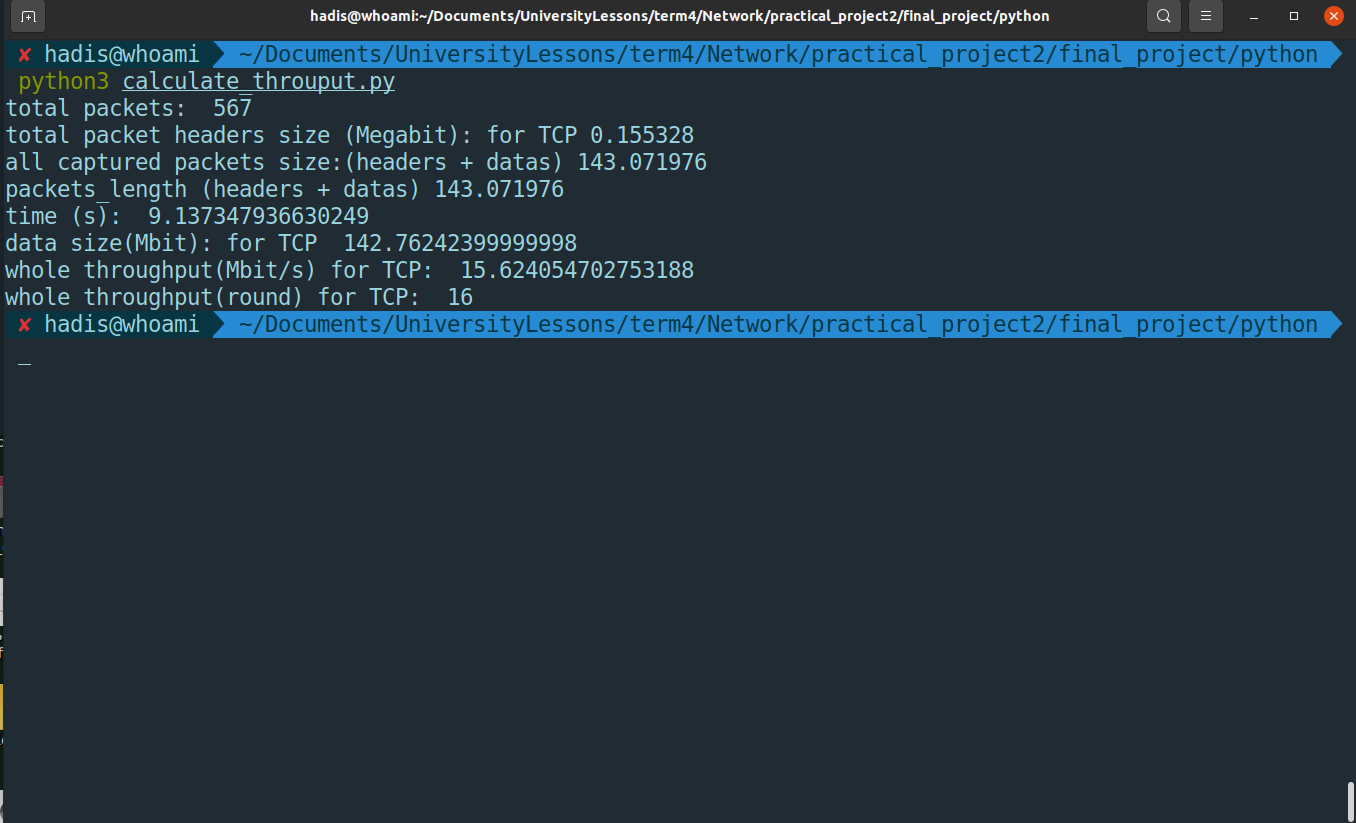 hadis@whoami:~/Documents/UniversityLessons/term4/Network/practical_project2/final_project/python
✘ hadis@whoami ~/Documents/UniversityLessons/term4/Network/practical_project2/final_project/python
python3 calculate_throuput.py
total packets:  567
total packet headers size (Megabit): for TCP 0.155328
all captured packets size:(headers + datas) 143.071976
packets_length (headers + datas) 143.071976
time (s):  9.137347936630249
data size(Mbit): for TCP  142.76242399999998
whole throughput(Mbit/s) for TCP:  15.624054702753188
whole throughput(round) for TCP:  16
✘ hadis@whoami ~/Documents/UniversityLessons/term4/Network/practical_project2/final_project/python
_